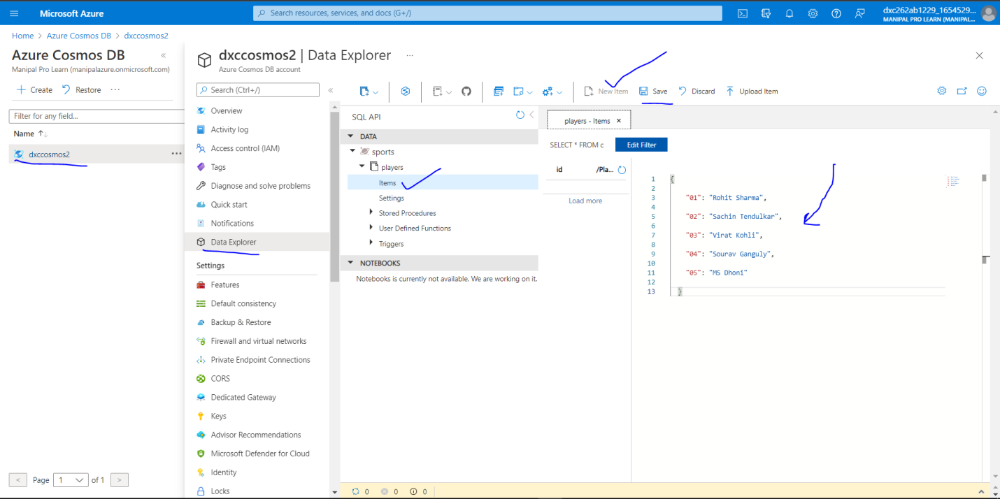 Microsoft Azure
Search resources, services, and docs (G+/)
dxc262ab1229_1654529...
MANIPAL PRO LEARN (MANIPAL...
Home > Azure Cosmos DB > dxccosmos2
Azure Cosmos DB «
Manipal Pro Learn (manipalazure.onmicrosoft.com)
+ Create Restore ...
Filter for any field...
Name ↑↓
dxccosmos2 ...
< Page 1 of 1 >
dxccosmos2 | Data Explorer ...
Azure Cosmos DB account
Search (Ctrl+/) «
Overview
Activity log
Access control (IAM)
Tags
Diagnose and solve problems
Quick start
Notifications
Data Explorer
Settings
Features
Default consistency
Backup & Restore
Firewall and virtual networks
Private Endpoint Connections
CORS
Dedicated Gateway
Keys
Advisor Recommendations
Microsoft Defender for Cloud
Identity
Locks
New Item Save Discard Upload Item
SQL API
DATA
sports
players
Items
Settings
Stored Procedures
User Defined Functions
Triggers
NOTEBOOKS
Notebooks is currently not available. We are working on it.
players - Items ×
SELECT * FROM c Edit Filter
id /Pla...
Load more
1 {
2
3 "01": "Rohit Sharma",
4
5 "02": "Sachin Tendulkar",
6
7 "03": "Virat Kohli",
8
9 "04": "Sourav Ganguly",
10
11 "05": "MS Dhoni"
12
13 }
0 0 0